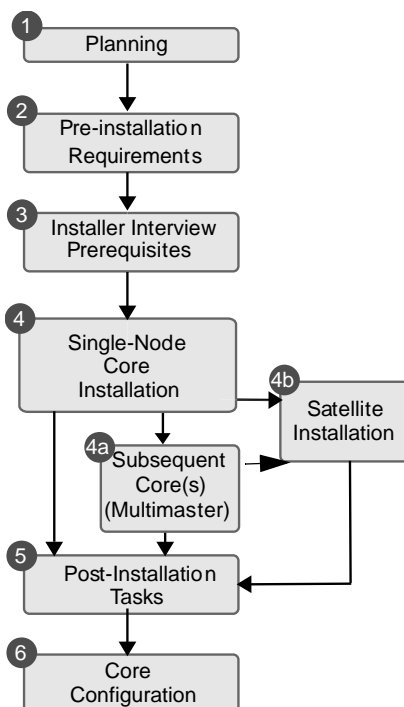 1
Planning
2
Pre-installation
Requirements
3
Installer Interview
Prerequisites
4
Single-Node
Core
Installation
4b
Satellite
Installation
4a
Subsequent
Core(s)
(Multimaster)
5
Post-Installation
Tasks
6
Core
Configuration